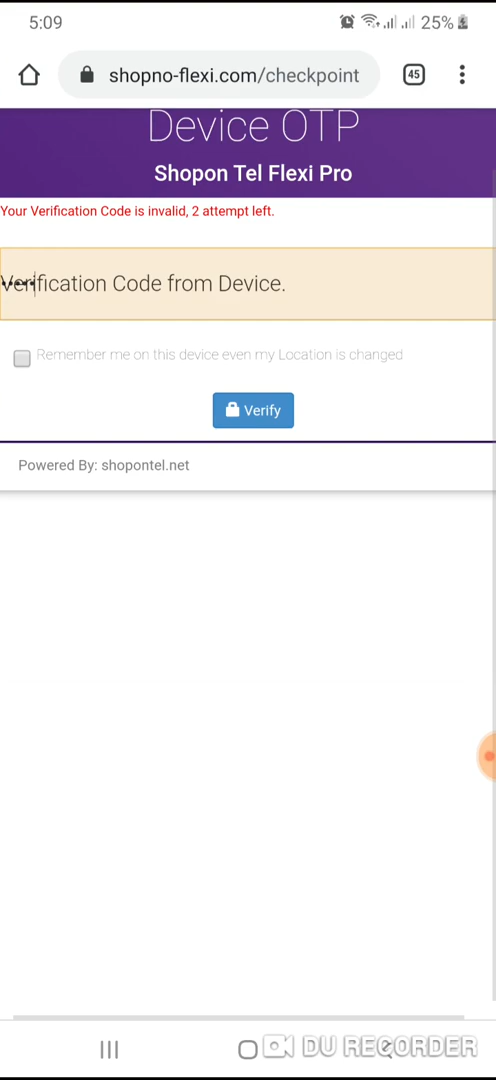 5:09
25%
shopno-flexi.com/checkpoint
45
Device OTP
Shopon Tel Flexi Pro
Your Verification Code is invalid, 2 attempt left.
Verification Code from Device.
Remember me on this device even my Location is changed
Verify
Powered By: shopontel.net
DU RECORDER